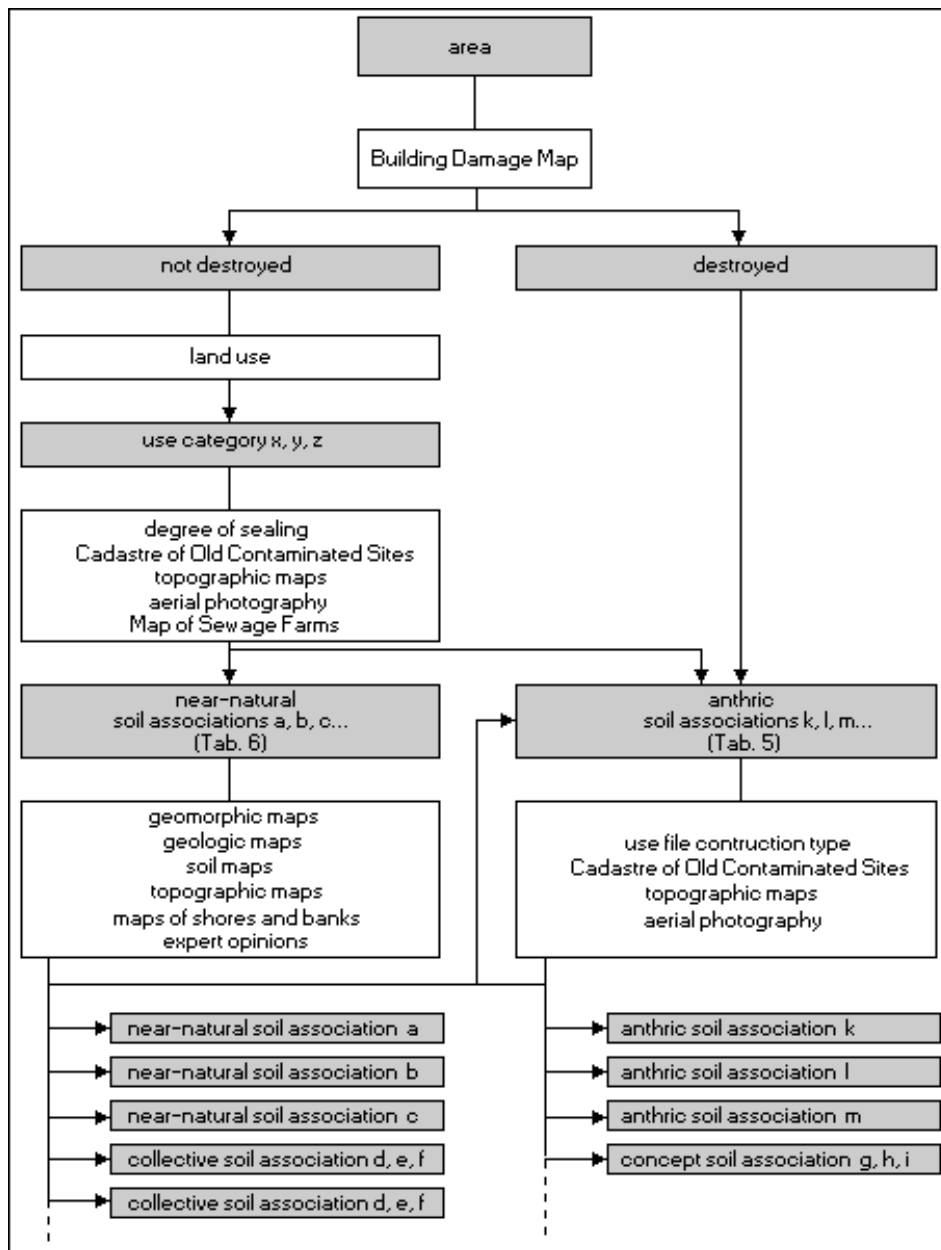 area
Building Damage Map
not destroyed
destroyed
land use
use category x, y, z
degree of sealing
Cadastre of Old Contaminated Sites
topographic maps
aerial photography
Map of Sewage Farms
near-natural
soil associations a, b, c...
(Tab. 6)
anthric
soil associations k, l, m...
(Tab. 5)
geomorphic maps
geologic maps
soil maps
topographic maps
maps of shores and banks
expert opinions
use file contruction type
Cadastre of Old Contaminated Sites
topographic maps
aerial photography
near-natural soil association a
near-natural soil association b
near-natural soil association c
collective soil association d, e, f
collective soil association d, e, f
anthric soil association k
anthric soil association l
anthric soil association m
concept soil association g, h, i